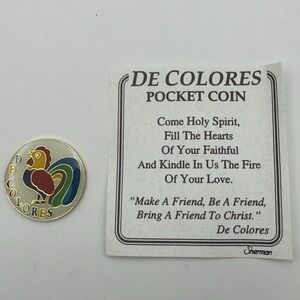 DE COLORES
DE COLORES
POCKET COIN
Come Holy Spirit,
Fill The Hearts
Of Your Faithful
And Kindle In Us The Fire
Of Your Love.
"Make A Friend, Be A Friend,
Bring A Friend To Christ."
De Colores
Sherman